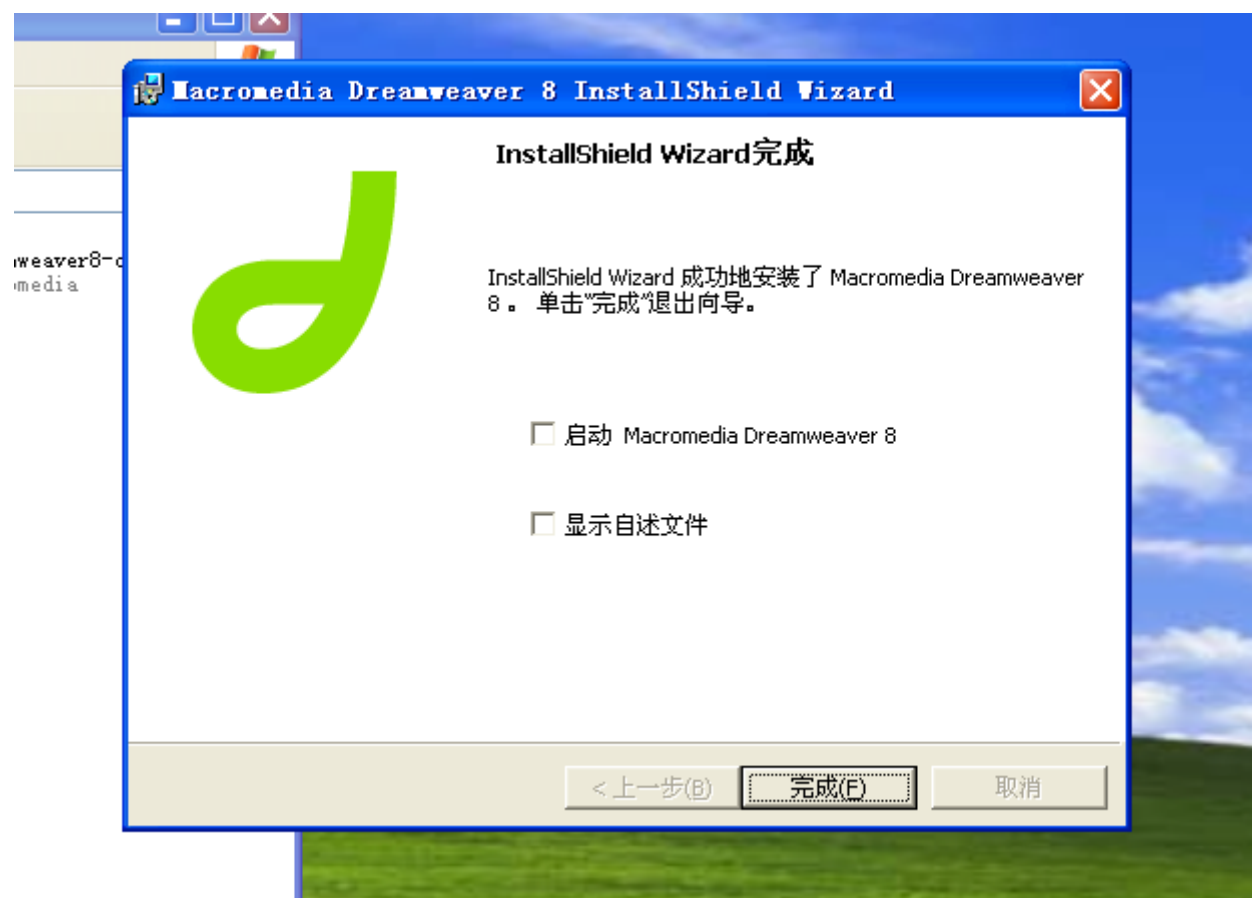 Macromedia Dreamweaver 8 InstallShield Wizard
InstallShield Wizard完成
InstallShield Wizard 成功地安装了 Macromedia Dreamweaver
8 。 单击"完成"退出向导。
启动 Macromedia Dreamweaver 8
显示自述文件
weaver8-
media
< 上一步(B)
完成(F)
取消